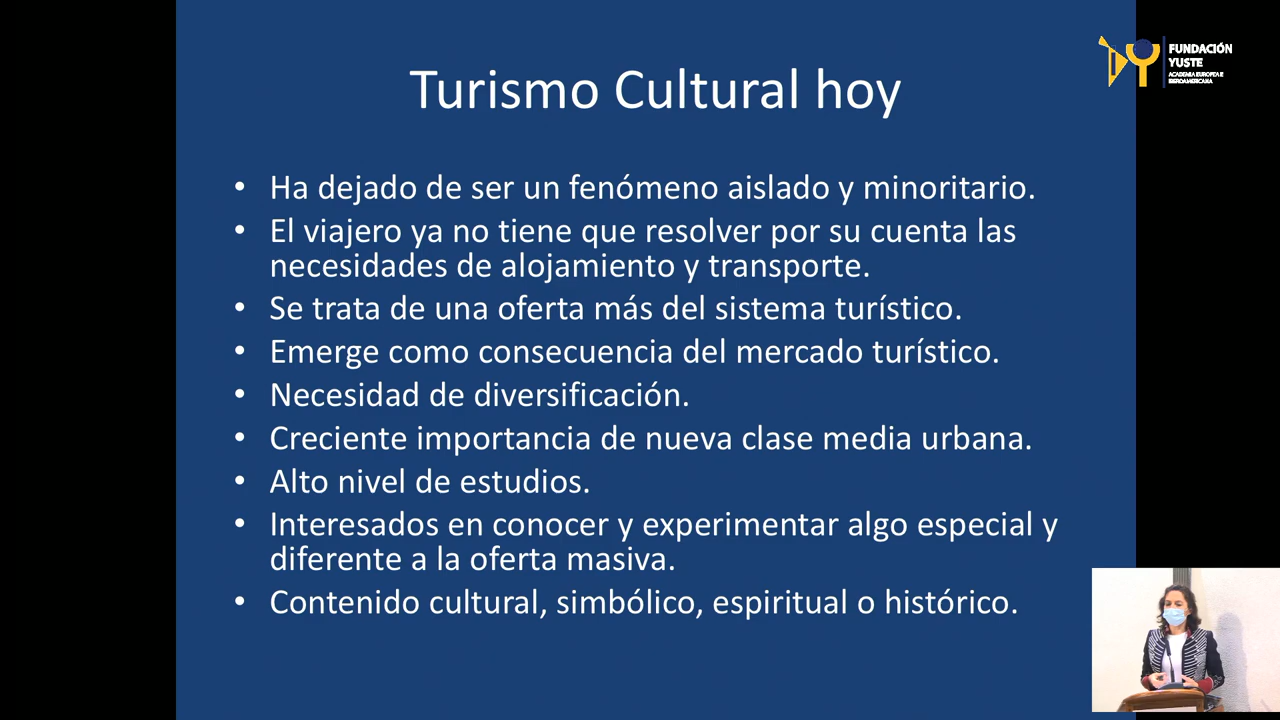 Turismo Cultural hoy
FUNDACIÓN
YUSTE
ACADEMIA EUROPEA E
IBEROAMERICANA
• Ha dejado de ser un fenómeno aislado y minoritario.
• El viajero ya no tiene que resolver por su cuenta las
necesidades de alojamiento y transporte.
• Se trata de una oferta más del sistema turístico.
• Emerge como consecuencia del mercado turístico.
• Necesidad de diversificación.
• Creciente importancia de nueva clase media urbana.
• Alto nivel de estudios.
• Interesados en conocer y experimentar algo especial y
diferente a la oferta masiva.
• Contenido cultural, simbólico, espiritual o histórico.